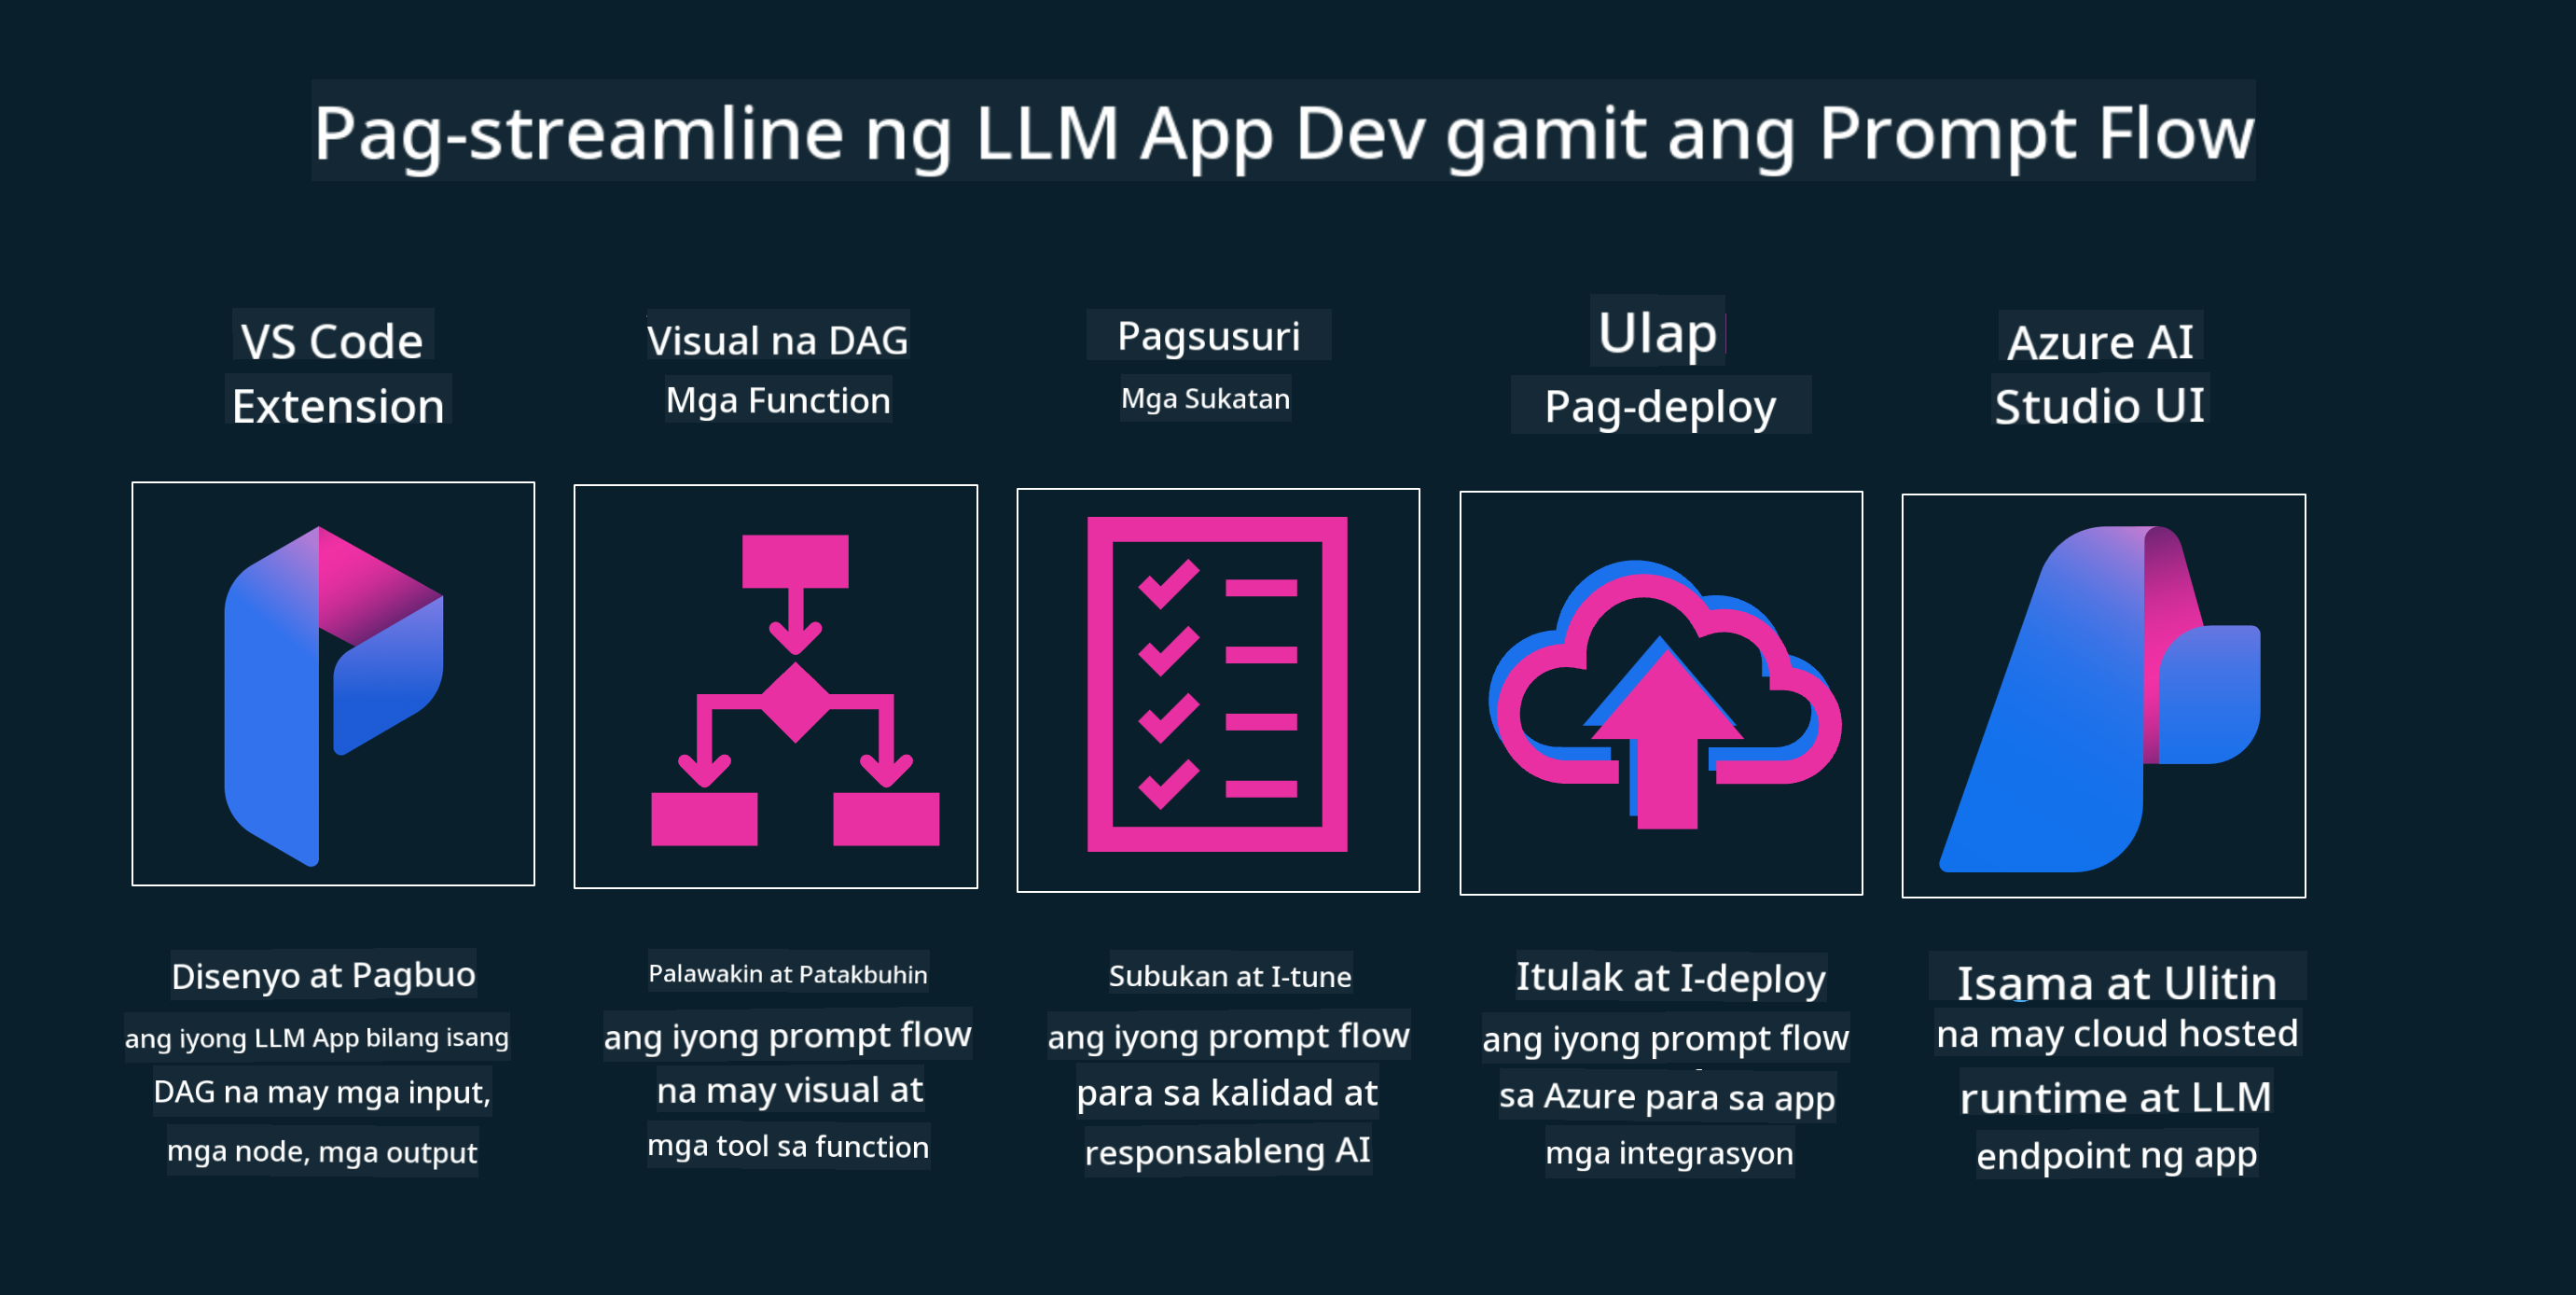 Pag-streamline ng LLM App Dev gamit ang Prompt Flow
VS Code
Extension
Visual na DAG
Mga Function
Pagsusuri
Mga Sukatan
Ulap
Pag-deploy
Azure AI
Studio UI
Disenyo at Pagbuo
ang iyong LLM App bilang isang
DAG na may mga input,
mga node, mga output
Palawakin at Patakbuhin
ang iyong prompt flow
na may visual at
mga tool sa function
Subukan at I-tune
ang iyong prompt flow
para sa kalidad at
responsableng AI
Itulak at I-deploy
ang iyong prompt flow
sa Azure para sa app
mga integrasyon
Isama at Ulitin
na may cloud hosted
runtime at LLM
endpoint ng app